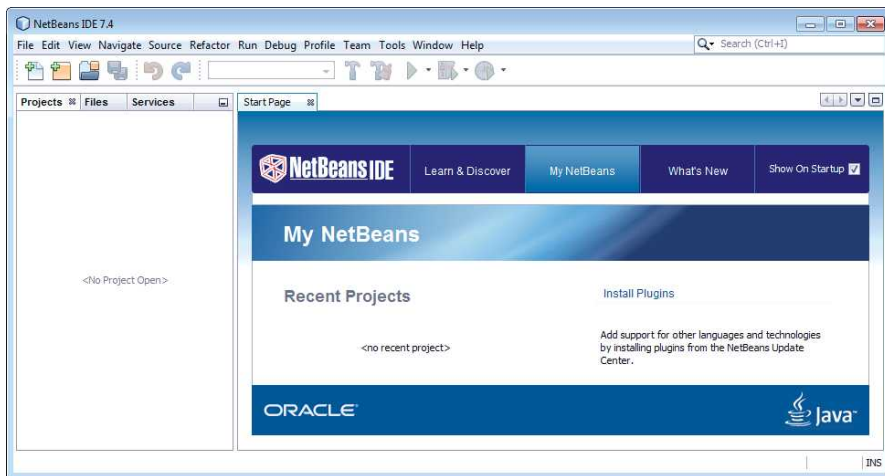 NetBeans IDE 7.4
File Edit View Navigate Source Refactor Run Debug Profile Team Tools Window Help
Search (Ctrl+I)
Projects Files Services
Start Page
NetBeans IDE
Learn & Discover
My NetBeans
What's New
Show On Startup
My NetBeans
Recent Projects
Install Plugins
<No Project Open>
<no recent project>
Add support for other languages and technologies
by installing plugins from the NetBeans Update
Center.
ORACLE
Java
INS